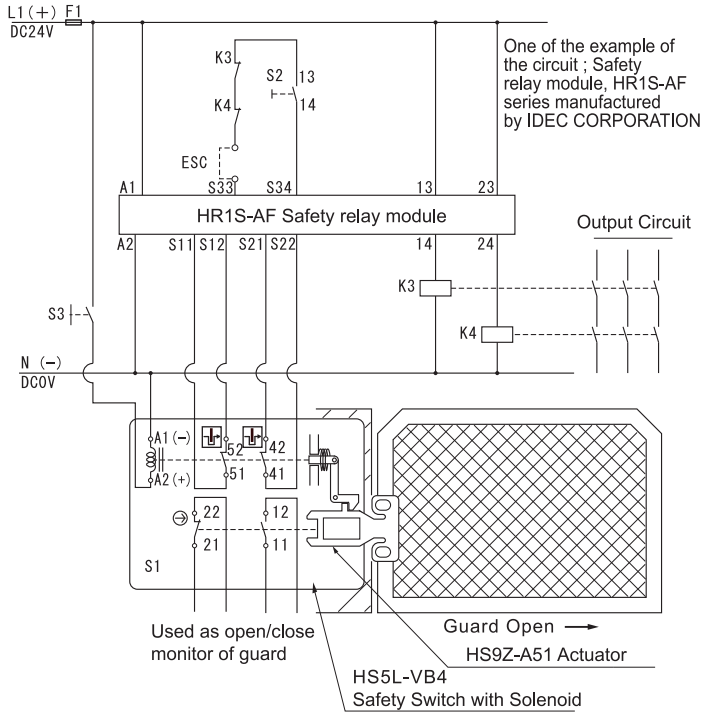 L1(+) F1
DC24V
One of the example of
the circuit ; Safety
relay module, HR1S-AF
series manufactured
by IDEC CORPORATION
K3
S2 13
14
K4
ESC
A1 S33 S34 13 23
HR1S-AF Safety relay module
A2 S11 S12 S21 S22 14 24
Output Circuit
K3
S3
K4
N (−)
DC0V
A1(−) 52 42
A2(+) 51 41
22 12
21 11
S1
Used as open/close
monitor of guard
Guard Open
HS9Z-A51 Actuator
HS5L-VB4
Safety Switch with Solenoid